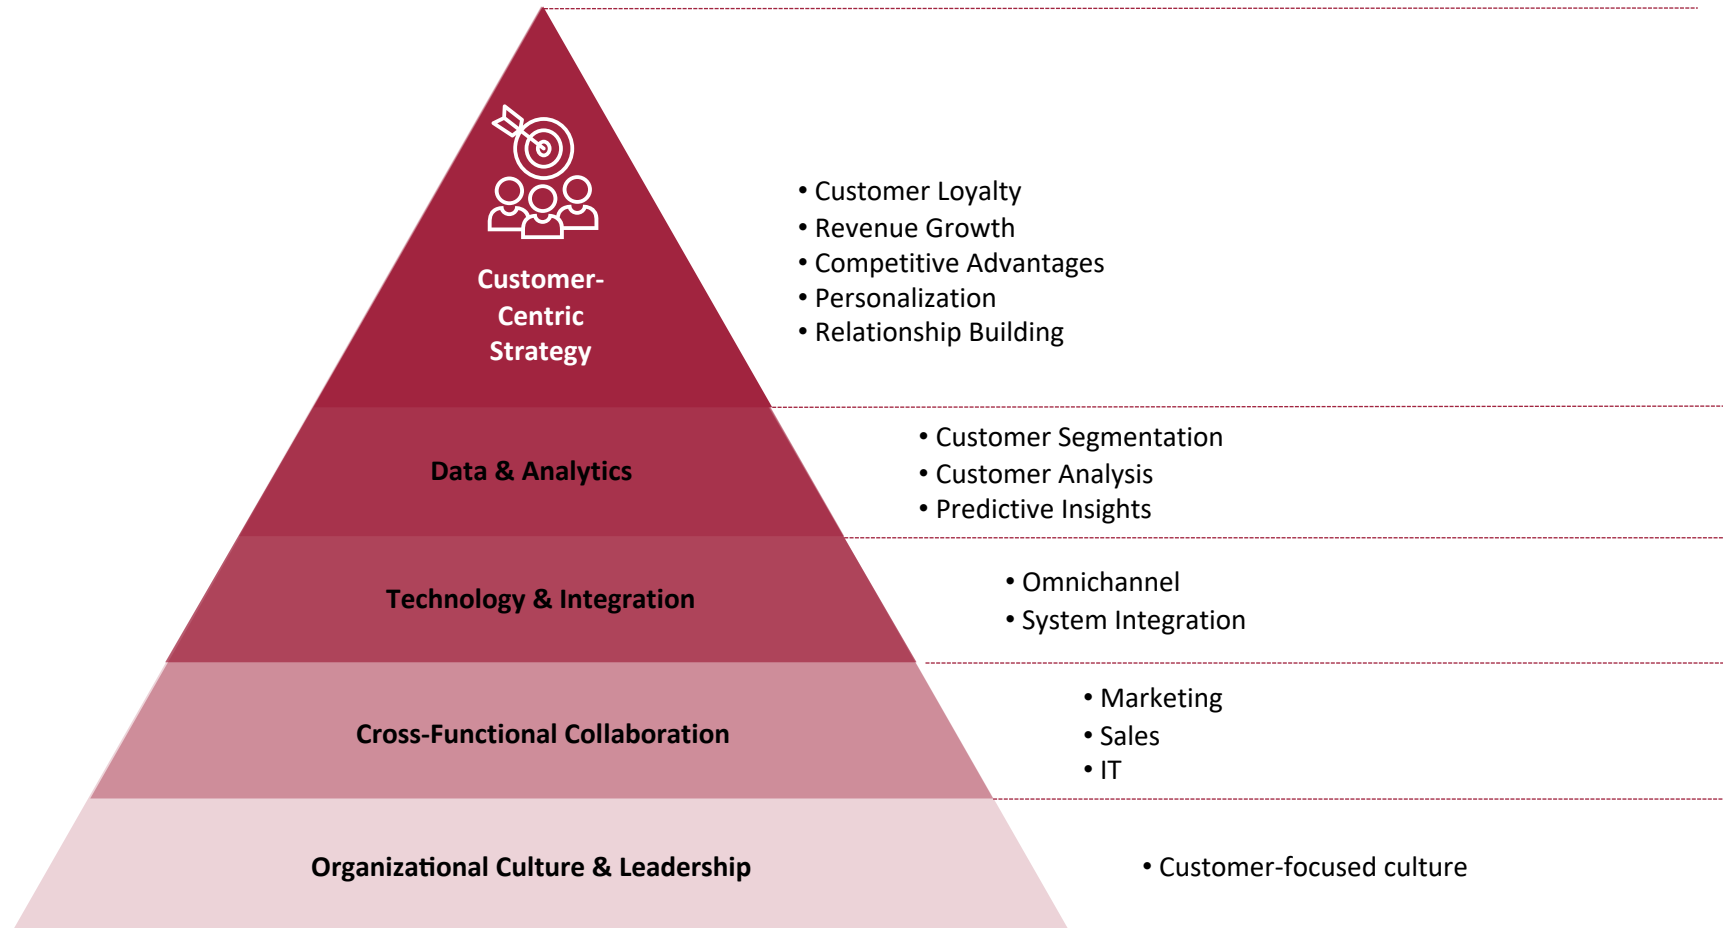 Customer-
Centric
Strategy
• Customer Loyalty
• Revenue Growth
• Competitive Advantages
• Personalization
• Relationship Building
Data & Analytics
• Customer Segmentation
• Customer Analysis
• Predictive Insights
Technology & Integration
• Omnichannel
• System Integration
Cross-Functional Collaboration
• Marketing
• Sales
• IT
Organizational Culture & Leadership
• Customer-focused culture